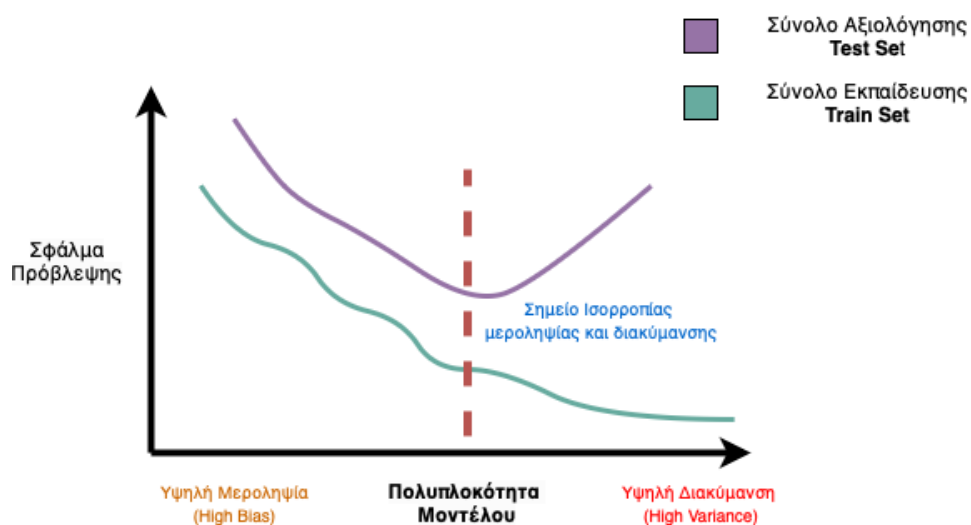 Σύνολο Αξιολόγησης
Test Set
Σύνολο Εκπαίδευσης
Train Set
Σφάλμα
Πρόβλεψης
Σημείο Ισορροπίας
μεροληψίας και διακύμανσης
Υψηλή Μεροληψία
(High Bias)
Πολυπλοκότητα
Μοντέλου
Υψηλή Διακύμανση
(High Variance)